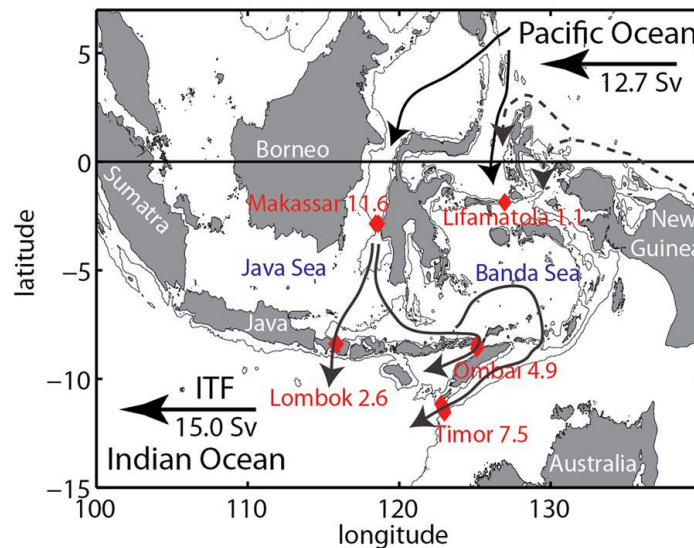 5
Pacific Ocean
12.7 Sv
Borneo
0
Sumatra
Makassar 11.6
Lifamatola 1.1
New
Guinea
latitude
Java Sea
Banda Sea
−5
Java
Ombai 4.9
−10
ITF
Lombok 2.6
15.0 Sv
Timor 7.5
Indian Ocean
Australia
−15
100
110
120
130
longitude